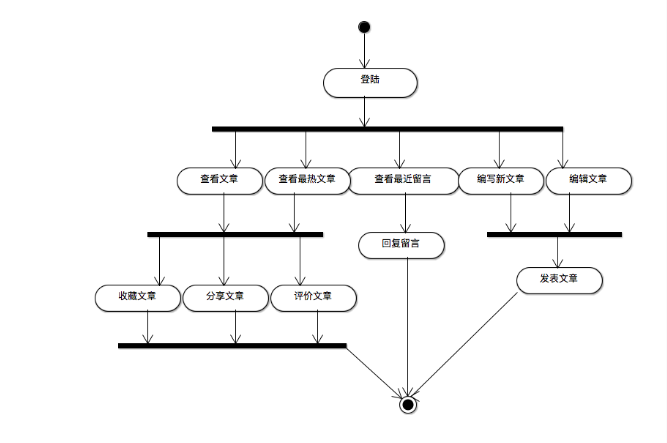 登陆
查看文章
查看最热文章
查看最近留言
编写新文章
编辑文章
回复留言
发表文章
收藏文章
分享文章
评价文章